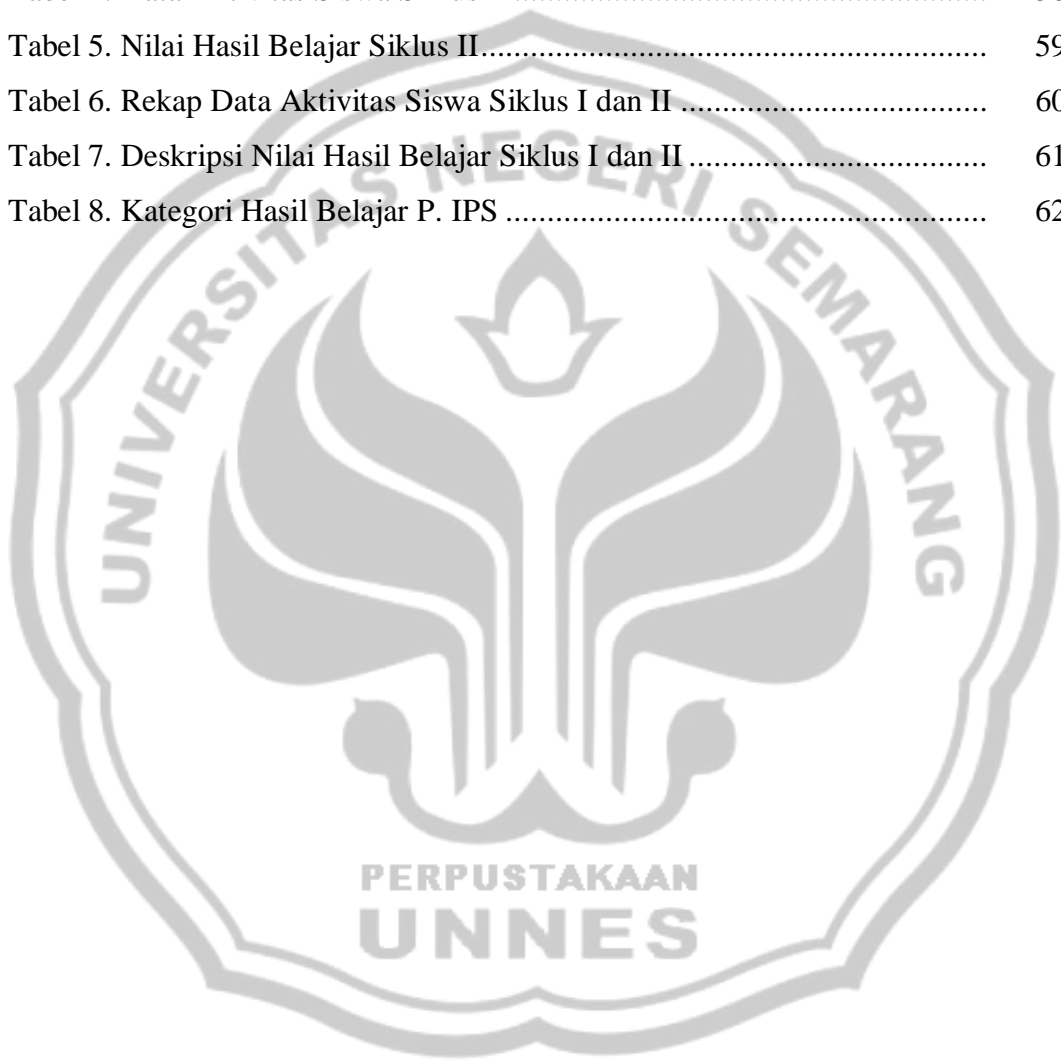 Tabel 5. Nilai Hasil Belajar Siklus II.............................................................. 59
Tabel 6. Rekap Data Aktivitas Siswa Siklus I dan II ..................................... 60
Tabel 7. Deskripsi Nilai Hasil Belajar Siklus I dan II .................................... 61
Tabel 8. Kategori Hasil Belajar P. IPS .......................................................... 62
UNIVERSITAS NEGERI SEMARANG
PERPUSTAKAAN
UNNES